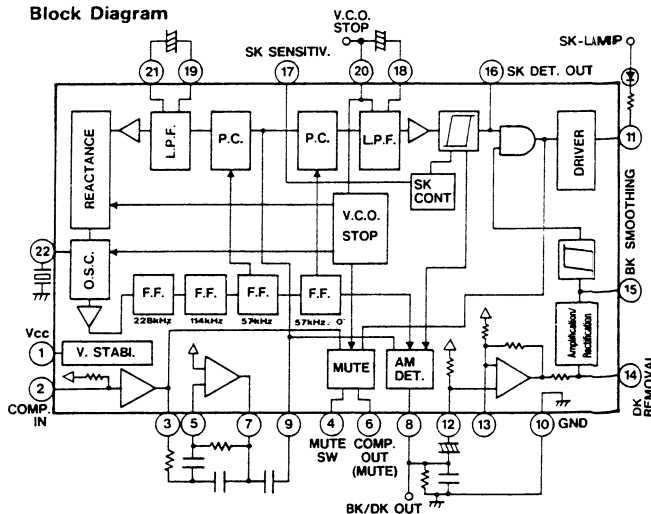 Block Diagram
V.C.O.
STOP
SK SENSITIV.
SK-LAMP
21
19
17
20
18
16
SK DET. OUT
REACTANCE
L.P.F.
P.C.
P.C.
L.P.F.
DRIVER
11
SK
CONT
V.C.O.
STOP
BK SMOOTHING
22
O.S.C.
F.F.
F.F.
F.F.
F.F.
228kHz
114kHz
57kHz
57kHz. 0°
15
Vcc
1
V. STABI.
MUTE
AM
DET.
Amplification/
Rectification
2
COMP.
IN
14
DK
REMOVAL
3
5
7
9
4
6
8
12
13
10
GND
MUTE
SW
COMP.
OUT
(MUTE)
BK/DK OUT